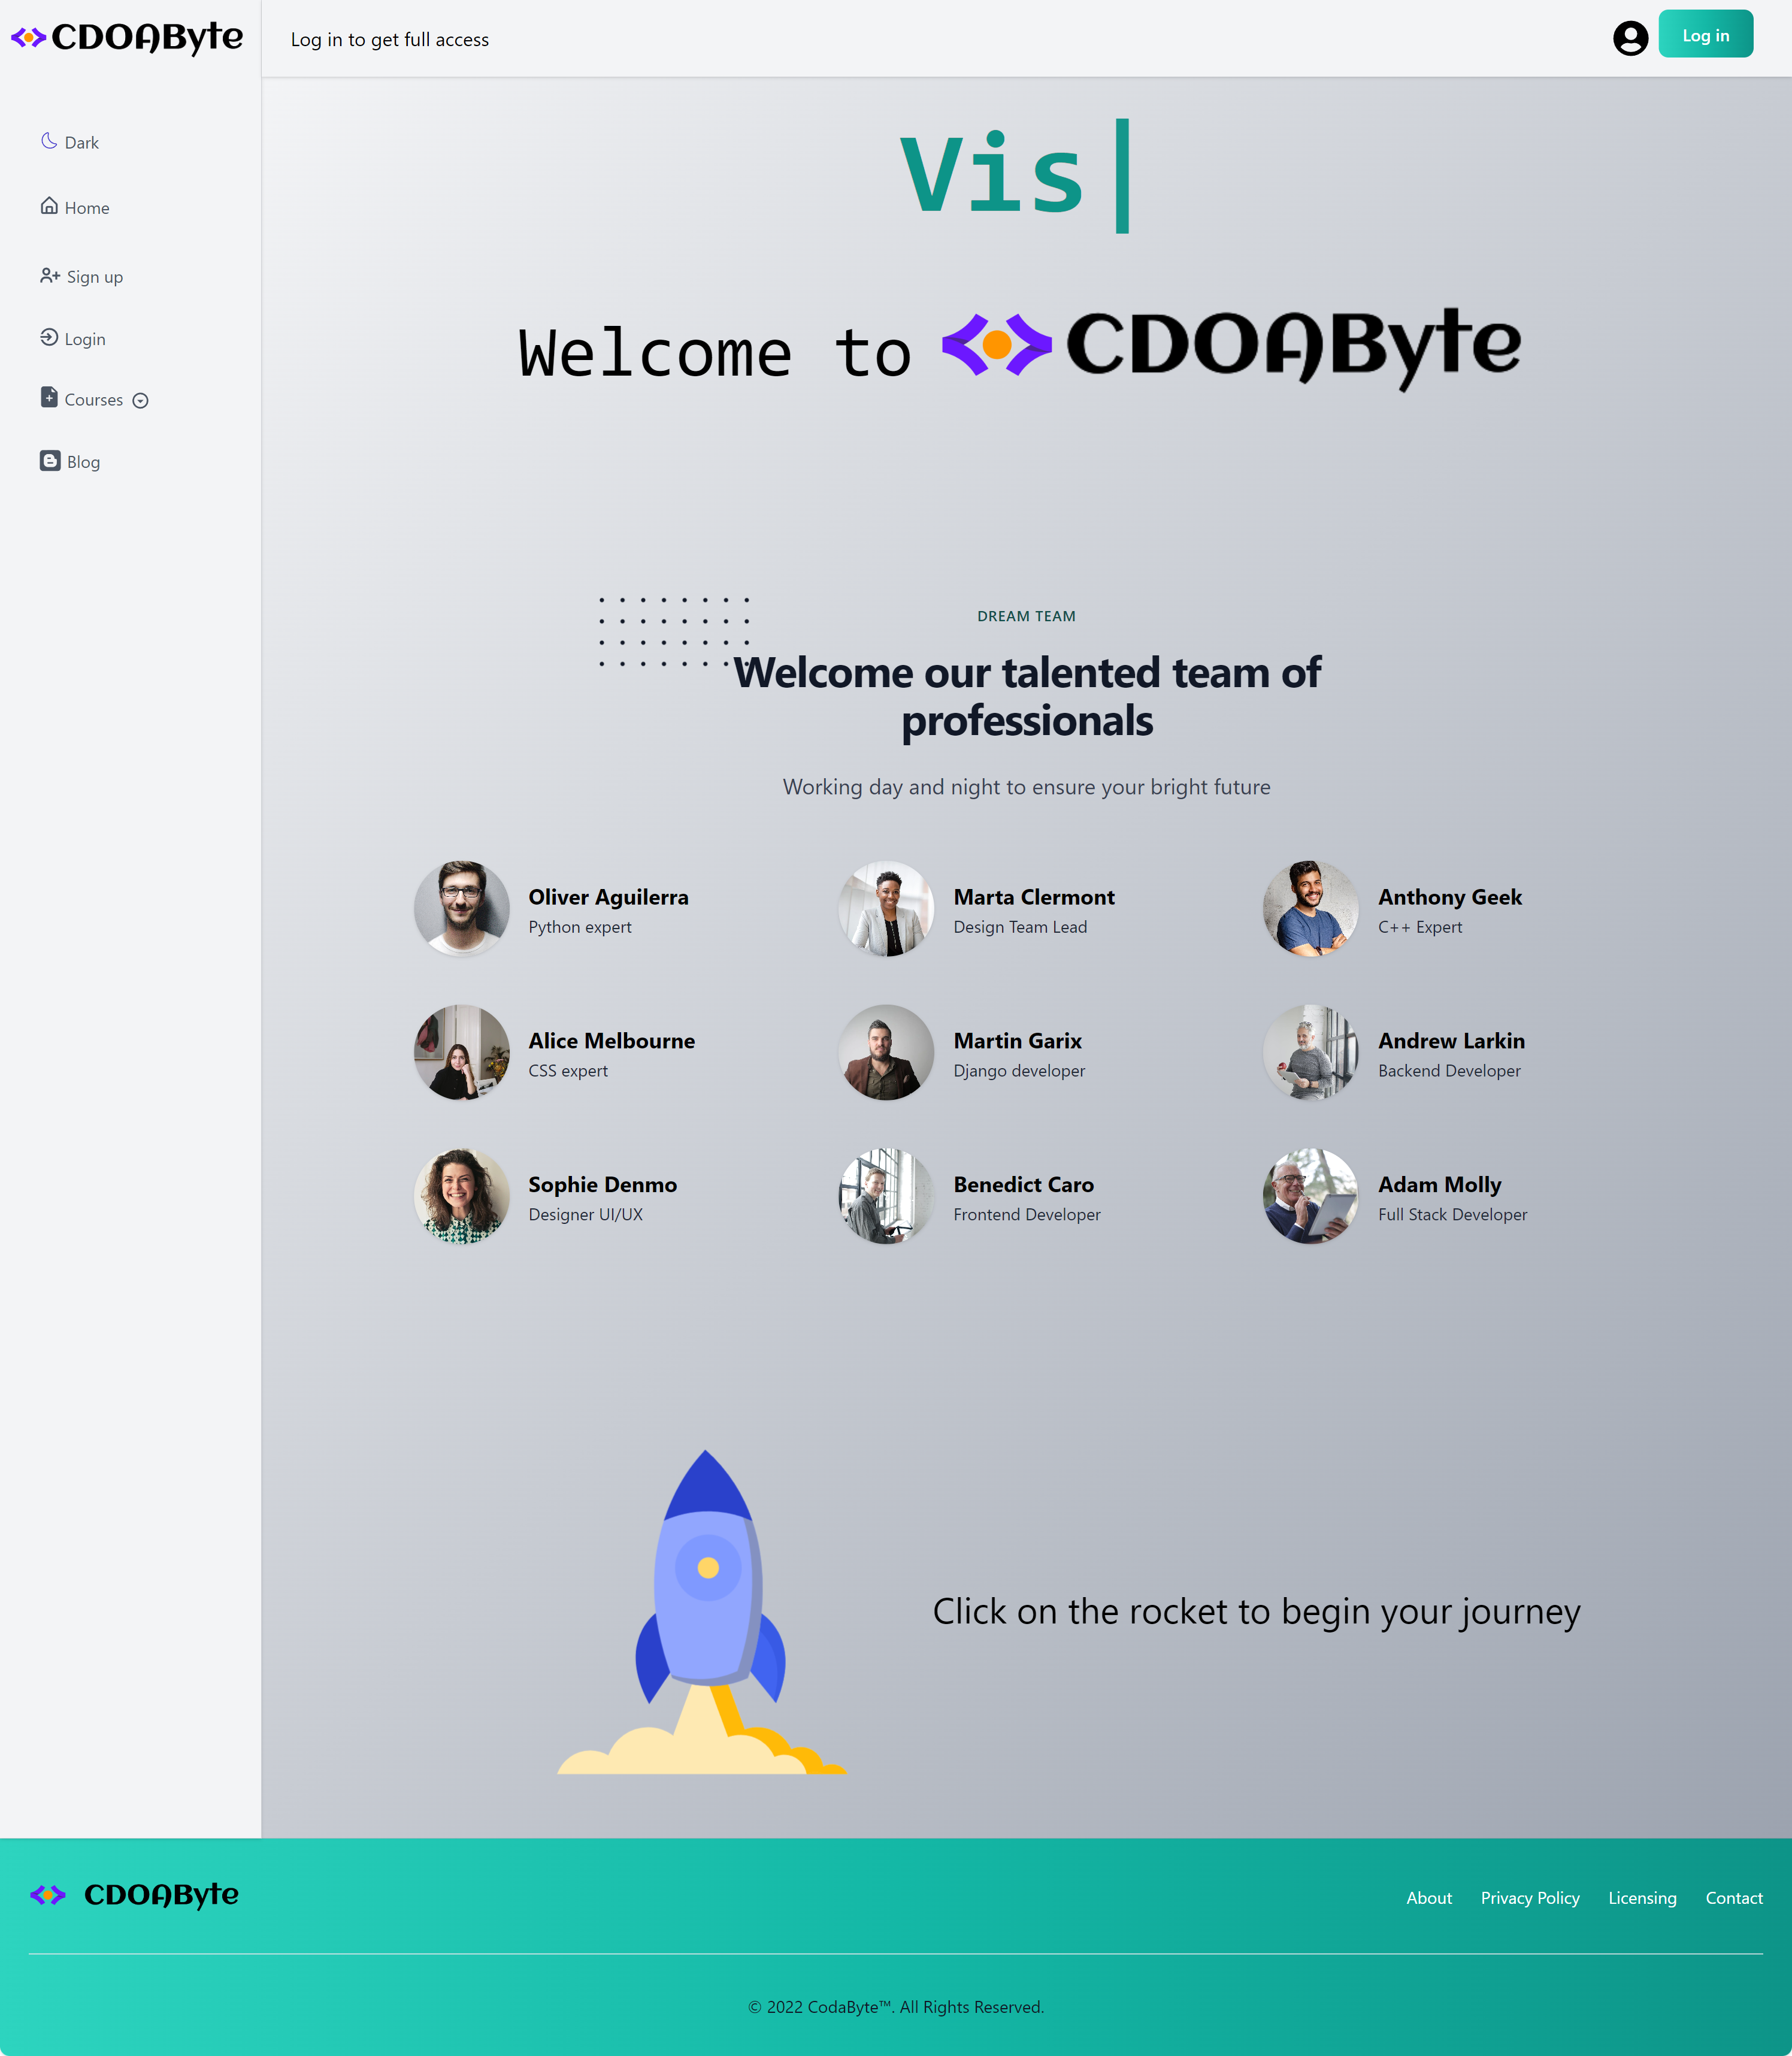 CDOAByte
Log in to get full access
Log in
Dark
Home
Sign up
Login
Courses
Blog
Vis
Welcome to CDOAByte
DREAM TEAM
Welcome our talented team of
professionals
Working day and night to ensure your bright future
Oliver Aguilerra
Python expert
Marta Clermont
Design Team Lead
Anthony Geek
C++ Expert
Alice Melbourne
CSS expert
Martin Garix
Django developer
Andrew Larkin
Backend Developer
Sophie Denmo
Designer UI/UX
Benedict Caro
Frontend Developer
Adam Molly
Full Stack Developer
Click on the rocket to begin your journey
CDOAByte
About Privacy Policy Licensing Contact
© 2022 CodaByte™. All Rights Reserved.